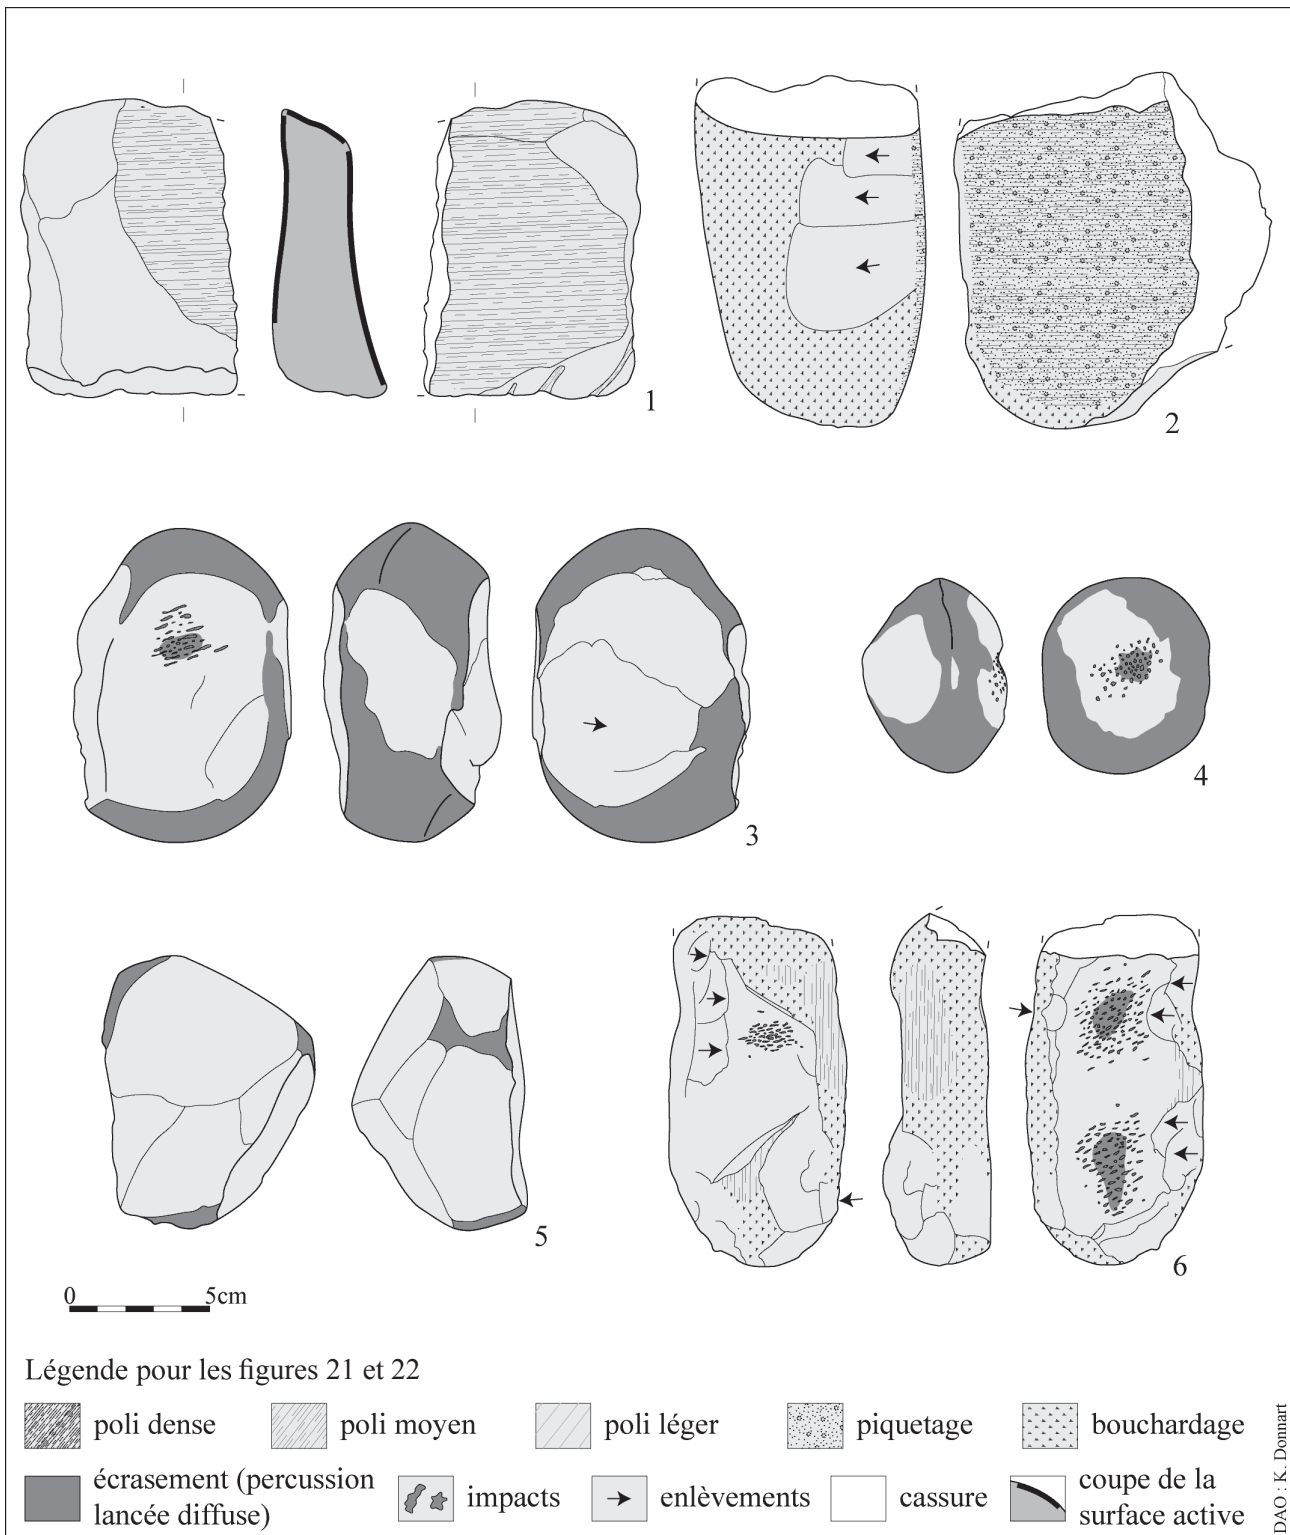 1
2
3
4
5
6
0 5cm
Légende pour les figures 21 et 22
poli dense
poli moyen
poli léger
piquetage
bouchardage
écrasement (percussion
lancée diffuse)
impacts
enlèvements
cassure
coupe de la
surface active
DAO : K. Donnart